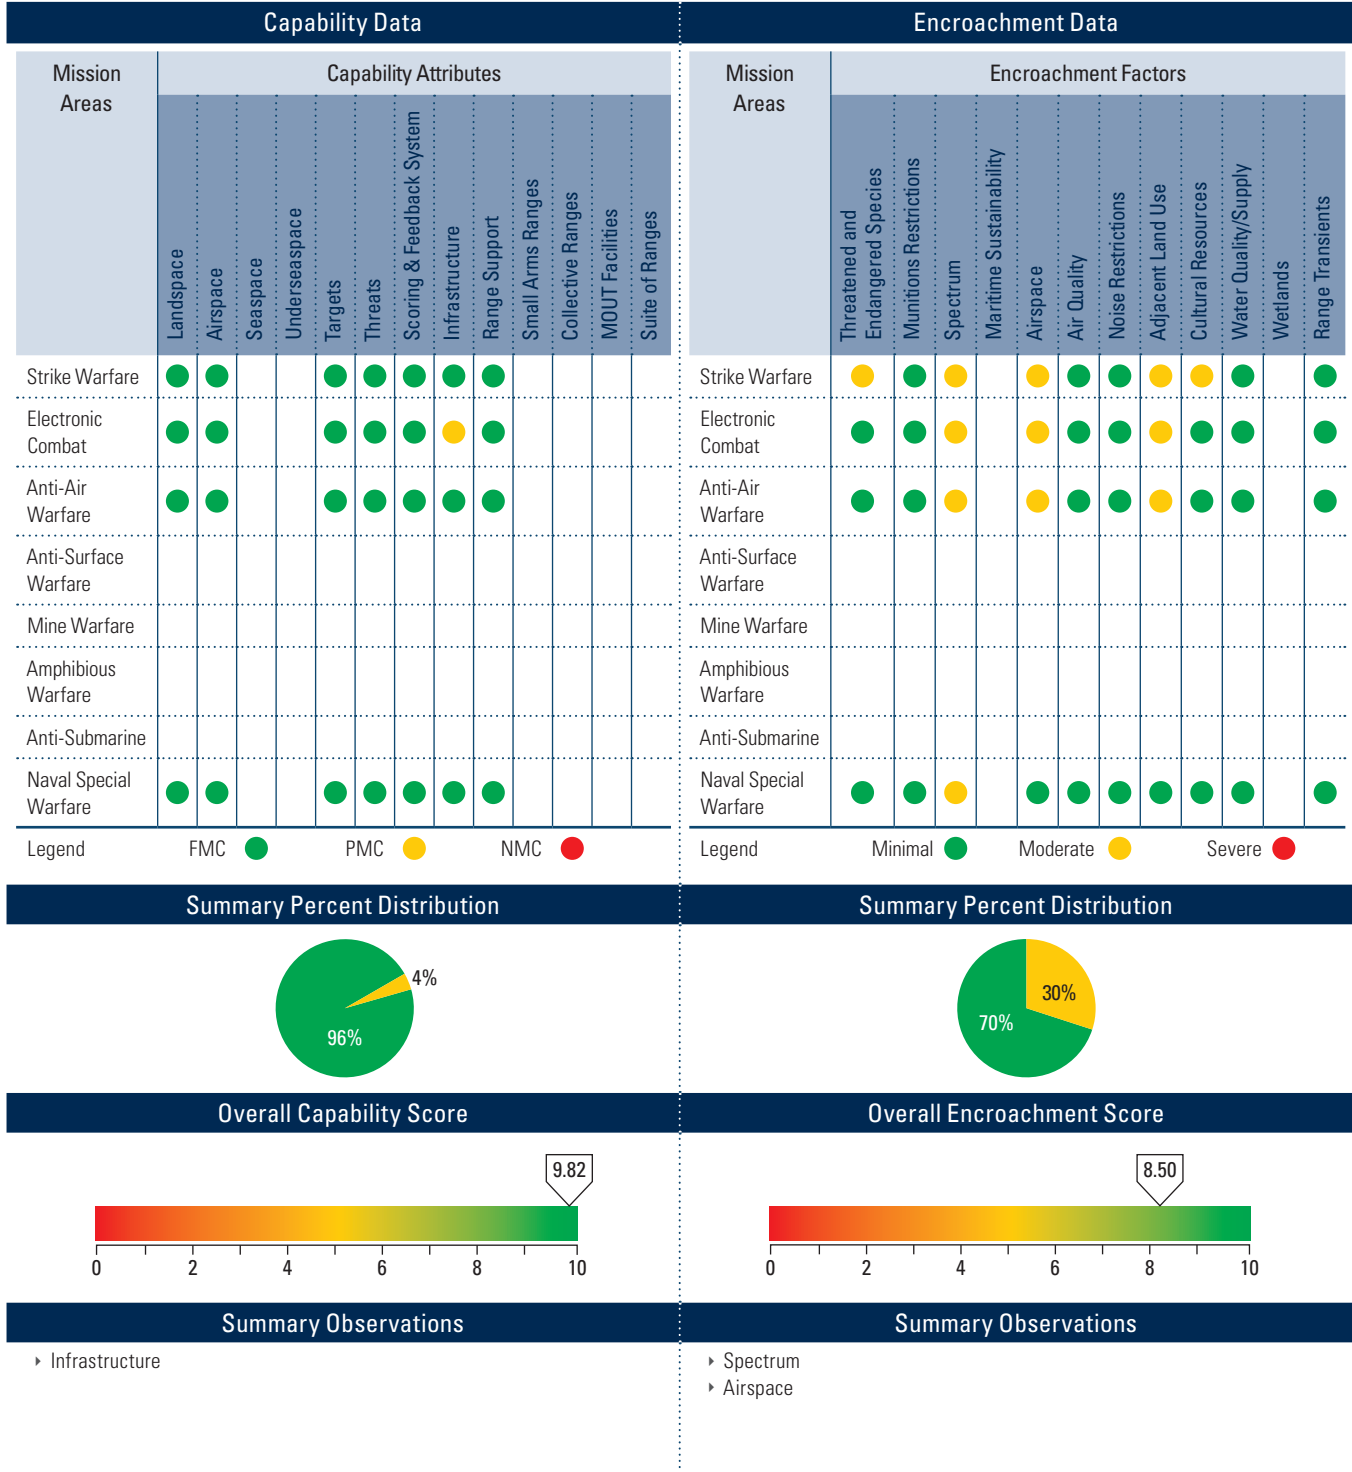 Capability Data
Mission
Areas
Capability Attributes
Landspace
Airspace
Seaspace
Underseaspace
Targets
Threats
Scoring & Feedback System
Infrastructure
Range Support
Small Arms Ranges
Collective Ranges
MOUT Facilities
Suite of Ranges
Strike Warfare
Electronic
Combat
Anti-Air
Warfare
Anti-Surface
Warfare
Mine Warfare
Amphibious
Warfare
Anti-Submarine
Naval Special
Warfare
Legend FMC PMC NMC
Summary Percent Distribution
4%
96%
Overall Capability Score
9.82
0 2 4 6 8 10
Summary Observations
‣ Infrastructure
Encroachment Data
Mission
Areas
Encroachment Factors
Threatened and
Endangered Species
Munitions Restrictions
Spectrum
Maritime Sustainability
Airspace
Air Quality
Noise Restrictions
Adjacent Land Use
Cultural Resources
Water Quality/Supply
Wetlands
Range Transients
Strike Warfare
Electronic
Combat
Anti-Air
Warfare
Anti-Surface
Warfare
Mine Warfare
Amphibious
Warfare
Anti-Submarine
Naval Special
Warfare
Legend Minimal Moderate Severe
Summary Percent Distribution
30%
70%
Overall Encroachment Score
8.50
0 2 4 6 8 10
Summary Observations
‣ Spectrum
‣ Airspace